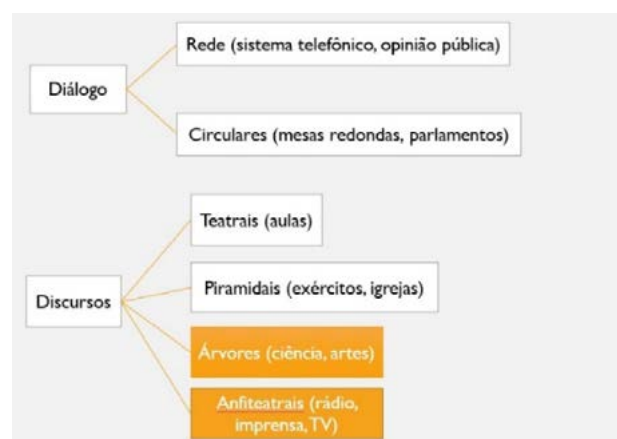 Rede (sistema telefônico, opinião pública)
Diálogo
Circulares (mesas redondas, parlamentos)
Teatrais (aulas)
Piramidais (exércitos, igrejas)
Discursos
Árvores (ciência, artes)
Anfiteatrais (rádio,
imprensa, TV)